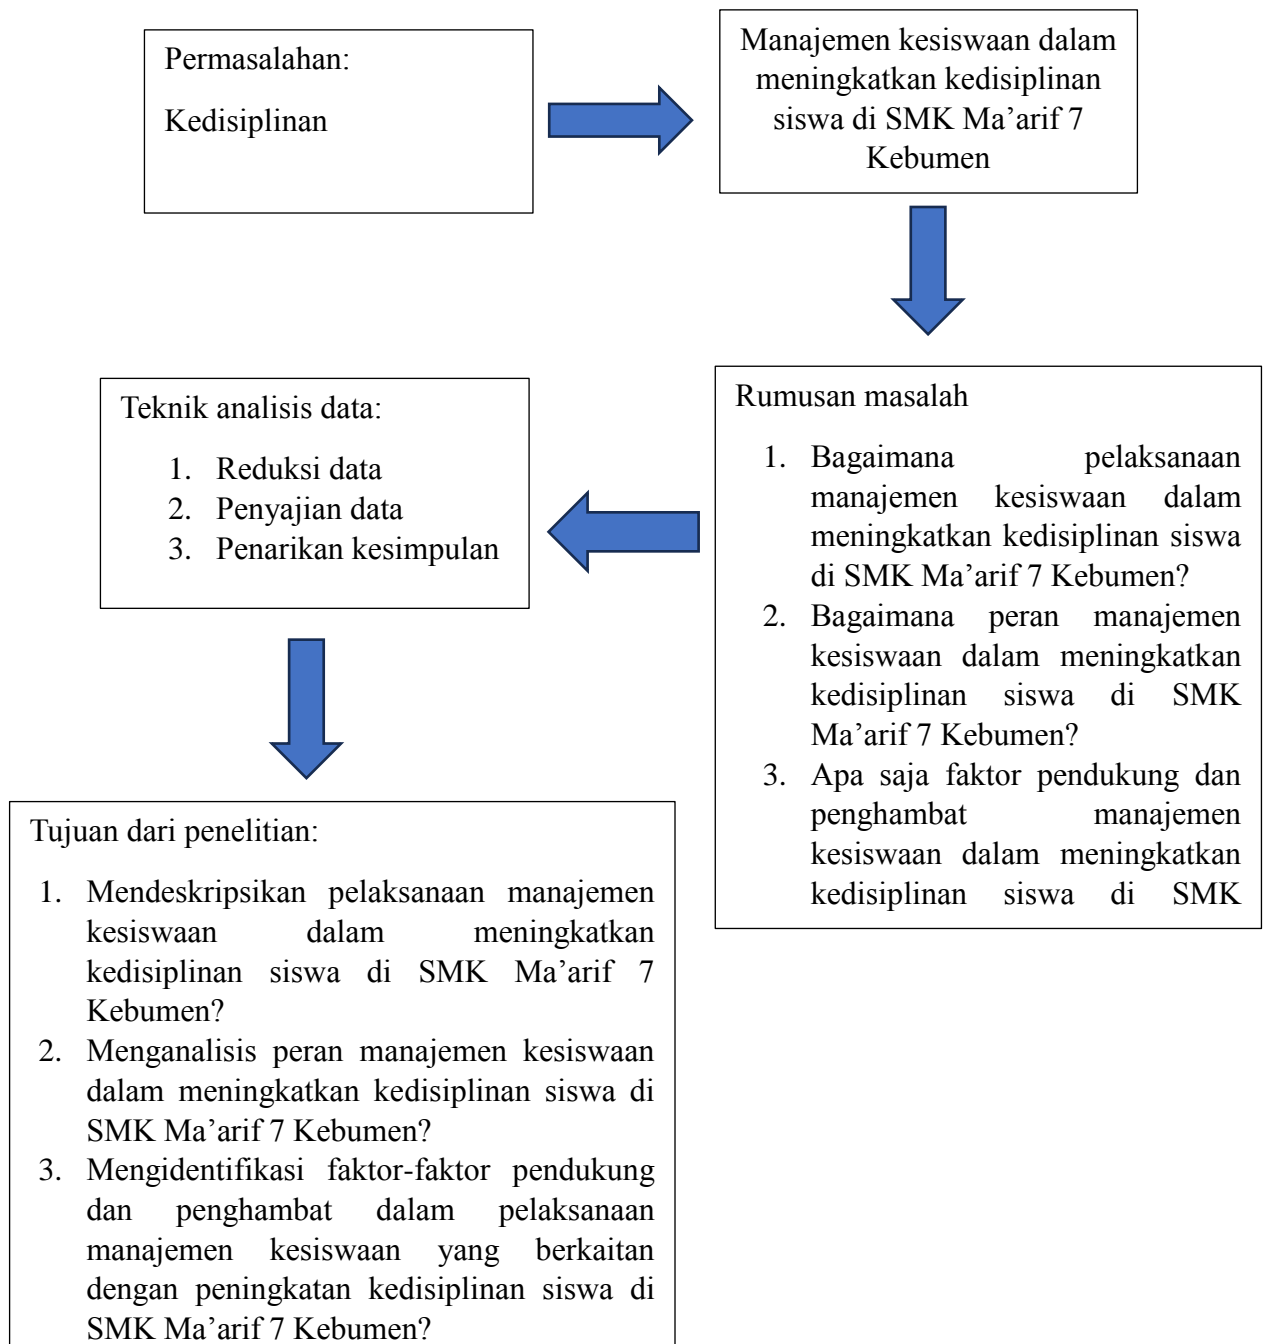 Permasalahan:
Kedisiplinan
Manajemen kesiswaan dalam
meningkatkan kedisiplinan
siswa di SMK Ma’arif 7
Kebumen
Rumusan masalah
1. Bagaimana pelaksanaan
manajemen kesiswaan dalam
meningkatkan kedisiplinan siswa
di SMK Ma’arif 7 Kebumen?
2. Bagaimana peran manajemen
kesiswaan dalam meningkatkan
kedisiplinan siswa di SMK
Ma’arif 7 Kebumen?
3. Apa saja faktor pendukung dan
penghambat manajemen
kesiswaan dalam meningkatkan
kedisiplinan siswa di SMK
Teknik analisis data:
1. Reduksi data
2. Penyajian data
3. Penarikan kesimpulan
Tujuan dari penelitian:
1. Mendeskripsikan pelaksanaan manajemen
kesiswaan dalam meningkatkan
kedisiplinan siswa di SMK Ma’arif 7
Kebumen?
2. Menganalisis peran manajemen kesiswaan
dalam meningkatkan kedisiplinan siswa di
SMK Ma’arif 7 Kebumen?
3. Mengidentifikasi faktor-faktor pendukung
dan penghambat dalam pelaksanaan
manajemen kesiswaan yang berkaitan
dengan peningkatan kedisiplinan siswa di
SMK Ma’arif 7 Kebumen?